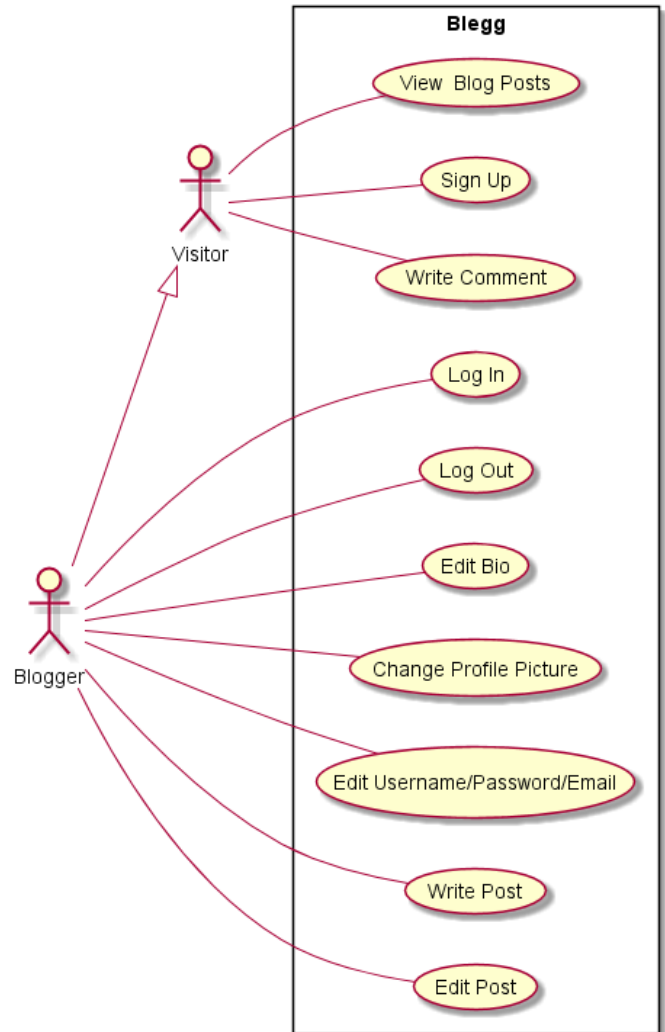 Blegg
View Blog Posts
Sign Up
Visitor
Write Comment
Log In
Log Out
Edit Bio
Change Profile Picture
Blogger
Edit Username/Password/Email
Write Post
Edit Post